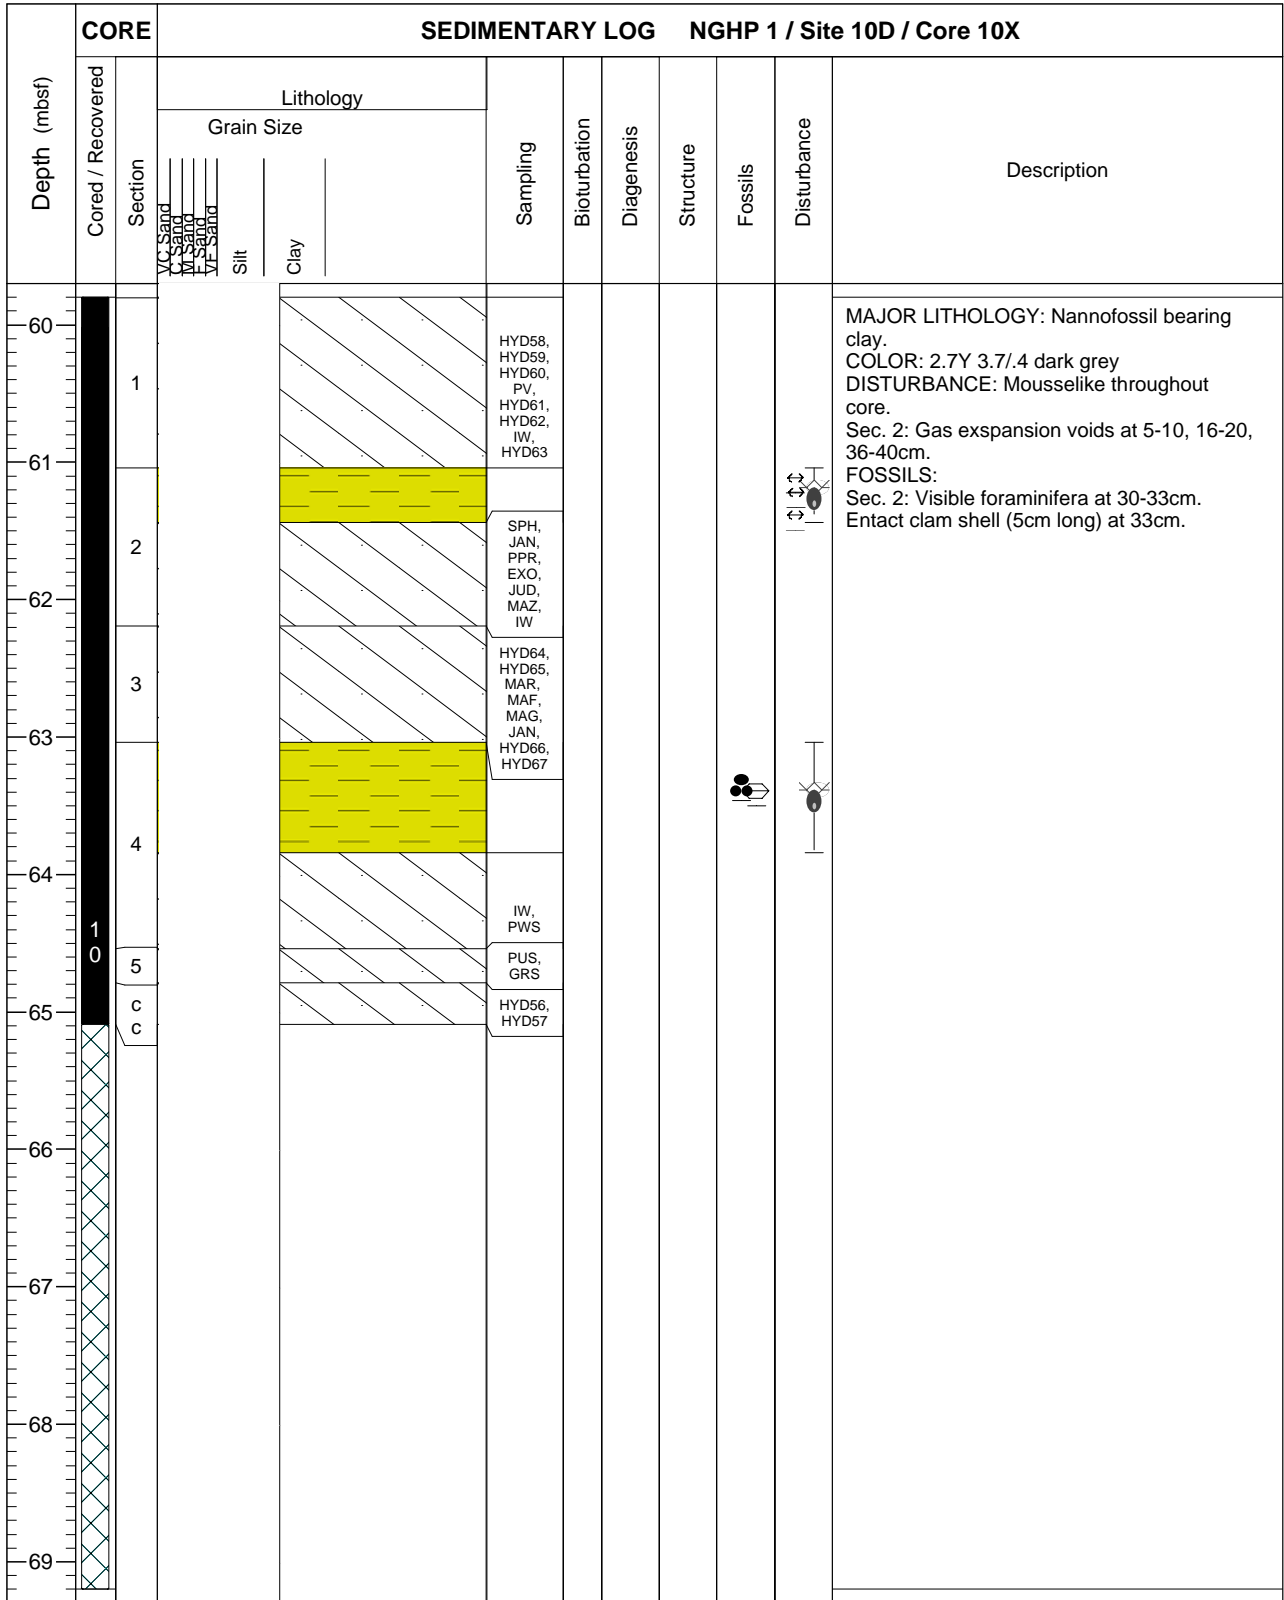 CORE
SEDIMENTARY LOG NGHP 1 / Site 10D / Core 10X
Depth (mbsf)
Cored / Recovered
Section
Lithology
Grain Size
VC Sand
C Sand
M Sand
F Sand
VF Sand
Silt
Clay
Sampling
Bioturbation
Diagenesis
Structure
Fossils
Disturbance
Description
60
61
62
63
64
65
66
67
68
69
10
1
2
3
4
5
c
c
HYD58,
HYD59,
HYD60,
PV,
HYD61,
HYD62,
IW,
HYD63
SPH,
JAN,
PPR,
EXO,
JUD,
MAZ,
IW
HYD64,
HYD65,
MAR,
MAF,
MAG,
JAN,
HYD66,
HYD67
IW,
PWS
PUS,
GRS
HYD56,
HYD57
MAJOR LITHOLOGY: Nannofossil bearing
clay.
COLOR: 2.7Y 3.7/.4 dark grey
DISTURBANCE: Mousselike throughout
core.
Sec. 2: Gas exspansion voids at 5-10, 16-20,
36-40cm.
FOSSILS:
Sec. 2: Visible foraminifera at 30-33cm.
Entact clam shell (5cm long) at 33cm.